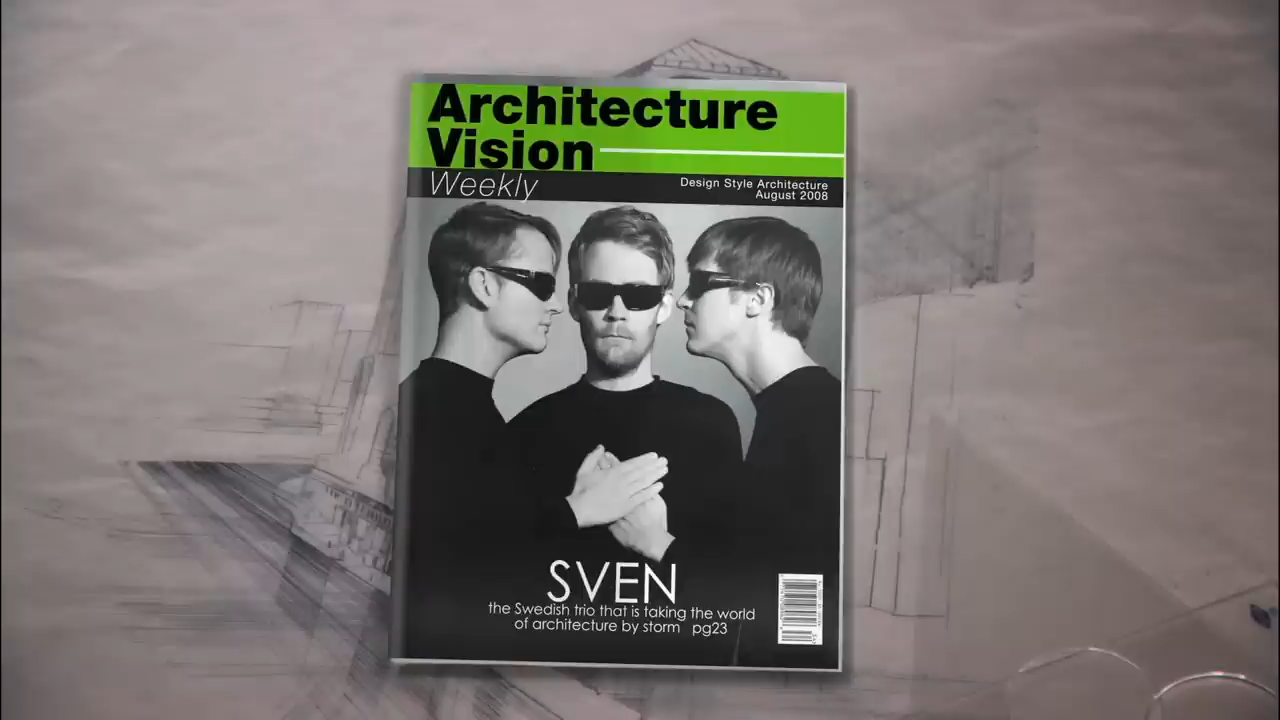 Architecture
Vision
Weekly
Design Style Architecture
August 2008
SVEN
the Swedish trio that is taking the world
of architecture by storm pg23